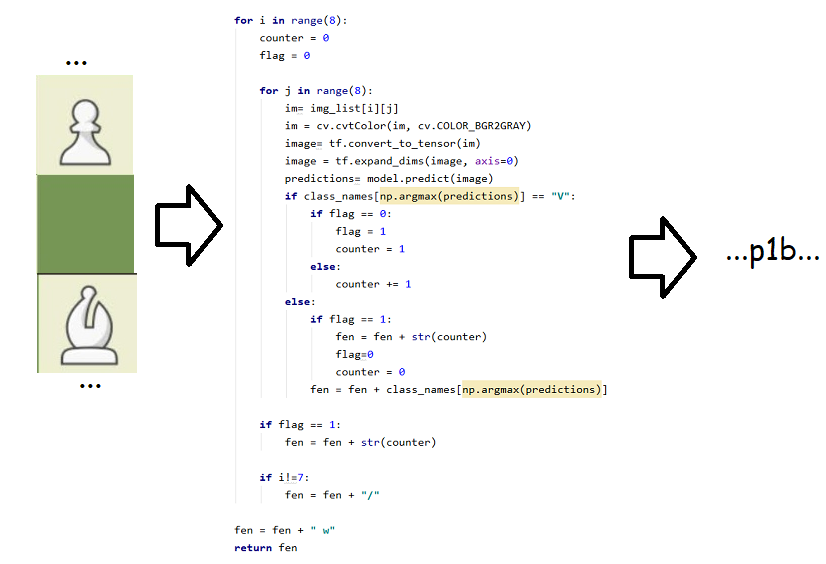 ...
...
for i in range(8):
    counter = 0
    flag = 0

    for j in range(8):
        im= img_list[i][j]
        im = cv.cvtColor(im, cv.COLOR_BGR2GRAY)
        image= tf.convert_to_tensor(im)
        image = tf.expand_dims(image, axis=0)
        predictions= model.predict(image)
        if class_names[np.argmax(predictions)] == "V":
            if flag == 0:
                flag = 1
                counter = 1
            else:
                counter += 1
        else:
            if flag == 1:
                fen = fen + str(counter)
                flag=0
                counter = 0
            fen = fen + class_names[np.argmax(predictions)]

    if flag == 1:
        fen = fen + str(counter)

    if i!=7:
        fen = fen + "/"

fen = fen + " w"
return fen
...p1b...